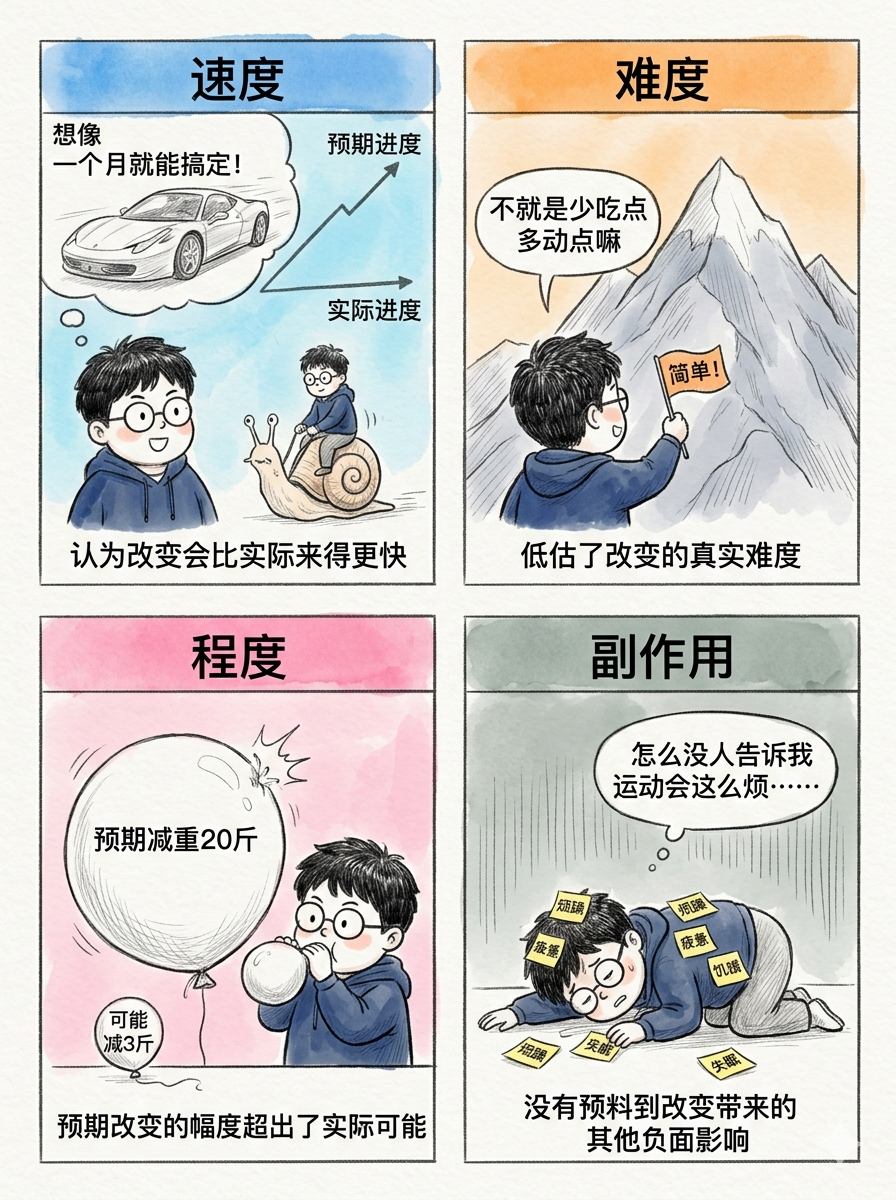 速度
想像
一个月就能搞定！
预期进度
实际进度
认为改变会比实际来得更快
难度
不就是少吃点
多动点嘛
简单！
低估了改变的真实难度
程度
预期减重20斤
可能
减3斤
预期改变的幅度超出了实际可能
副作用
怎么没人告诉我
运动会这么烦……
疲惫
失眠
没有预料到改变带来的
其他负面影响